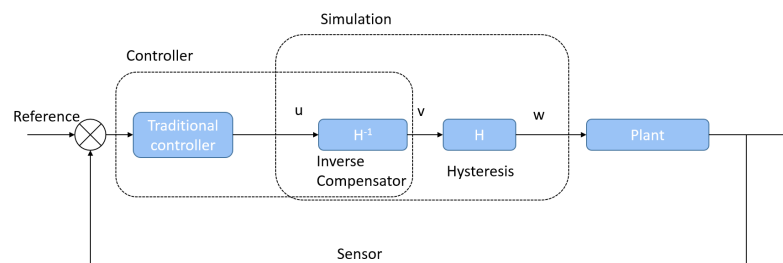 Simulation
Controller
Reference
Traditional
controller
u
H-1
v
H
w
Plant
Inverse
Compensator
Hysteresis
Sensor